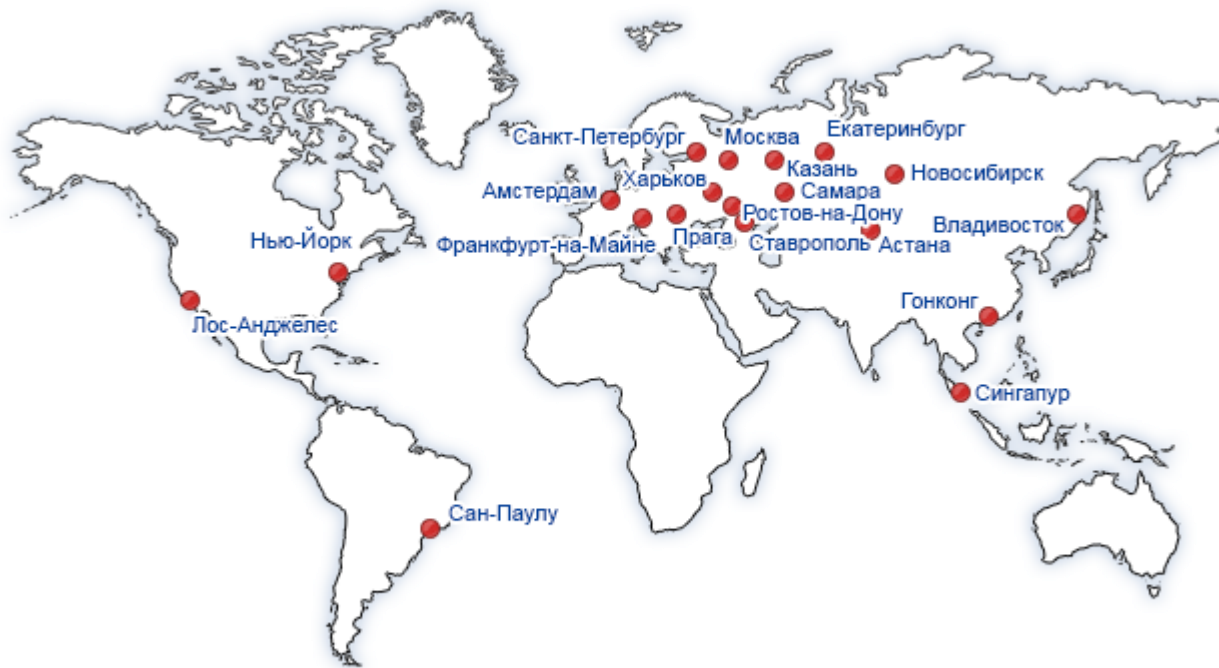 Санкт-Петербург
Москва
Екатеринбург
Казань
Новосибирск
Амстердам
Харьков
Самара
Ростов-на-Дону
Владивосток
Нью-Йорк
Франкфурт-на-Майне
Прага
Ставрополь
Астана
Гонконг
Лос-Анджелес
Сингапур
Сан-Паулу